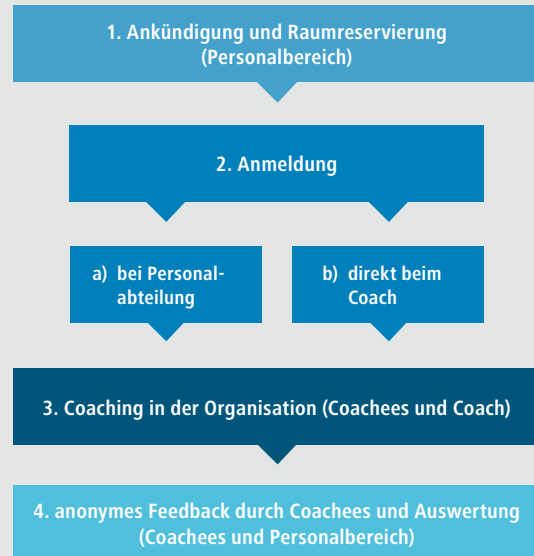 1. Ankündigung und Raumreservierung
(Personalbereich)
2. Anmeldung
a) bei Personal-
abteilung
b) direkt beim
Coach
3. Coaching in der Organisation (Coachees und Coach)
4. anonymes Feedback durch Coachees und Auswertung
(Coachees und Personalbereich)